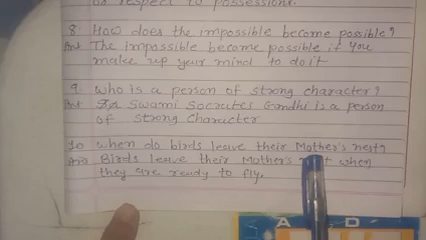 respect to possessions.
8 How does the impossible become possible?
Ans The impossible become possible if you
make up your mind to do it
9 who is a person of strong character?
Ans Swami Socrates Gandhi is a person
of strong character
10 when do birds leave their Mother's nest?
Ans Birds leave their Mother's when
they are ready to fly.
A D